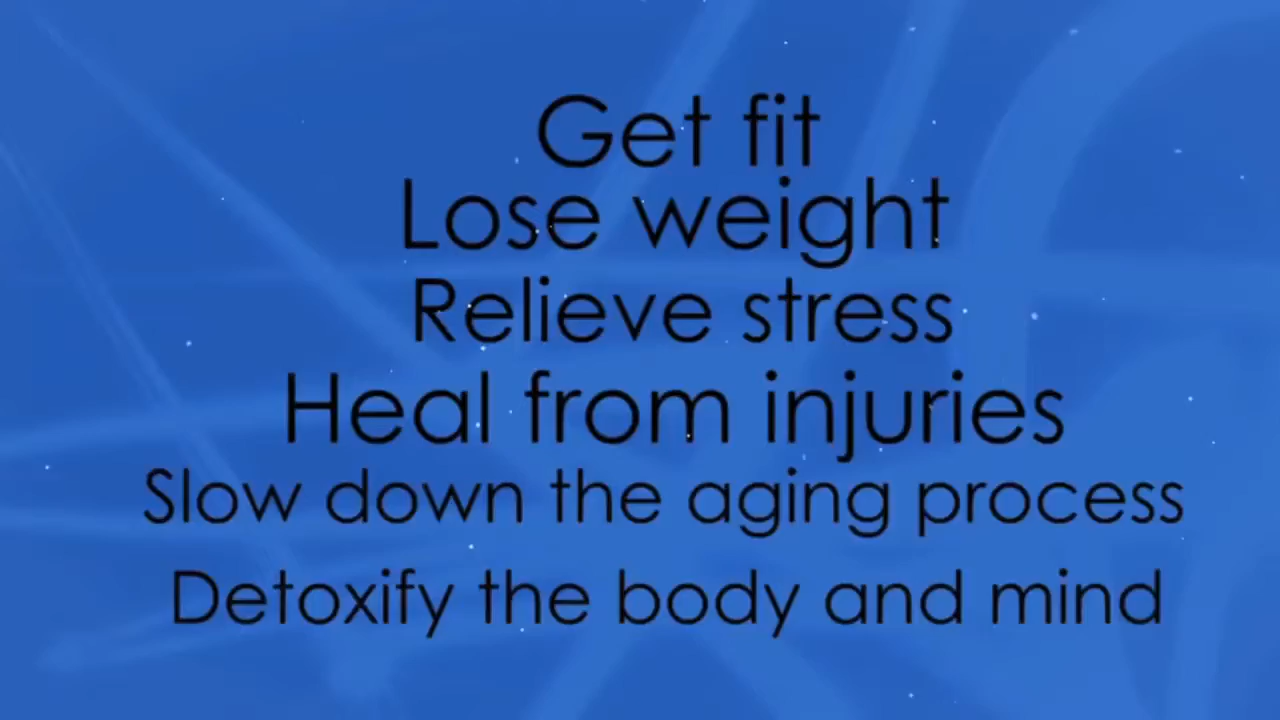 Get fit
Lose weight
Relieve stress
Heal from injuries
Slow down the aging process
Detoxify the body and mind